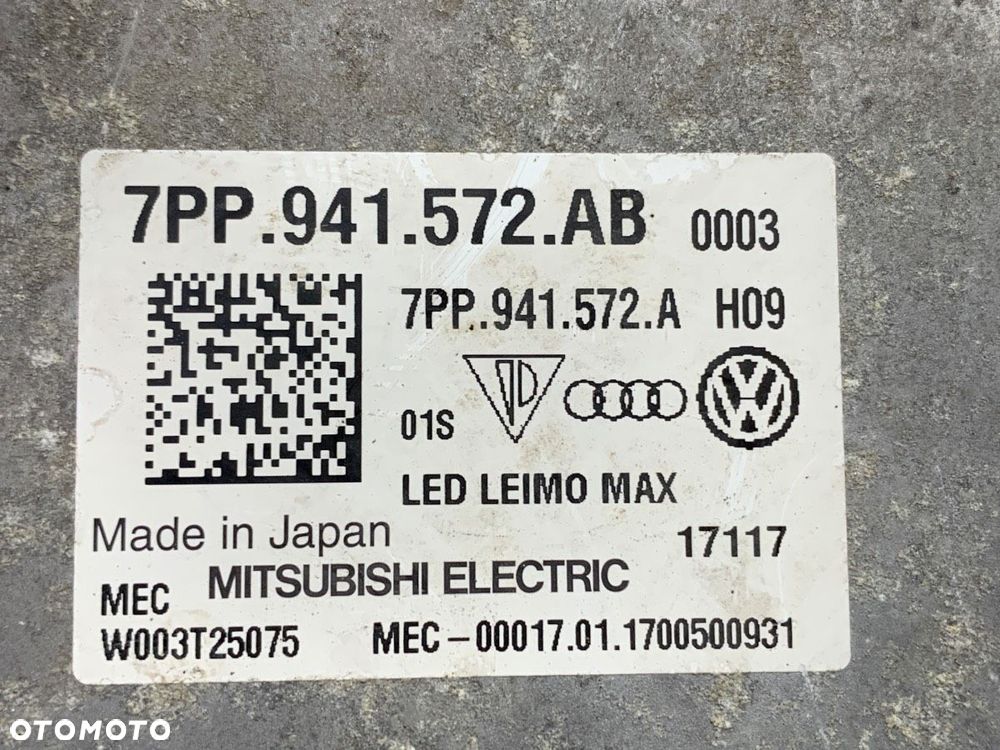 7PP.941.572.AB 0003
7PP.941.572.A H09
01S
LED LEIMO MAX
Made in Japan 17117
MEC MITSUBISHI ELECTRIC
W003T25075 MEC-00017.01.1700500931
OTOMOTO